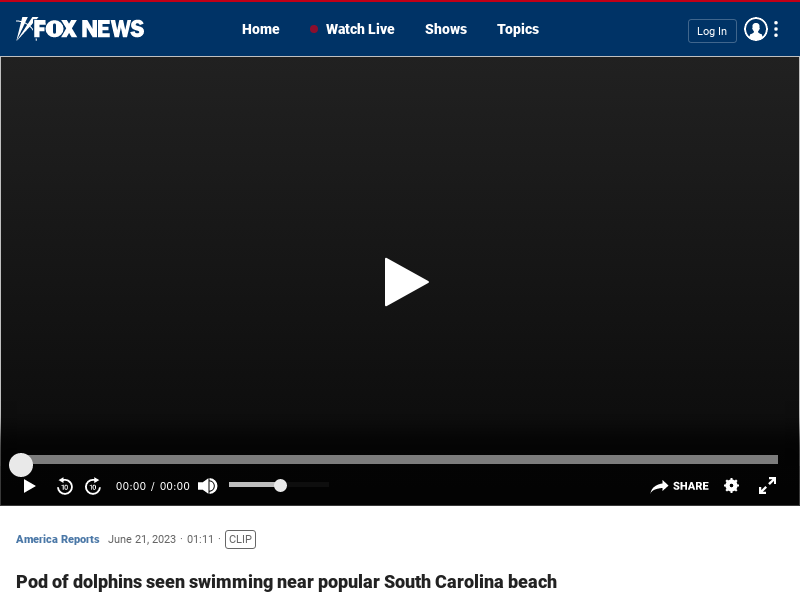 FOX NEWS
Home
Watch Live
Shows
Topics
Log In
10
10
00:00 / 00:00
SHARE
America Reports June 21, 2023 · 01:11 · CLIP
Pod of dolphins seen swimming near popular South Carolina beach